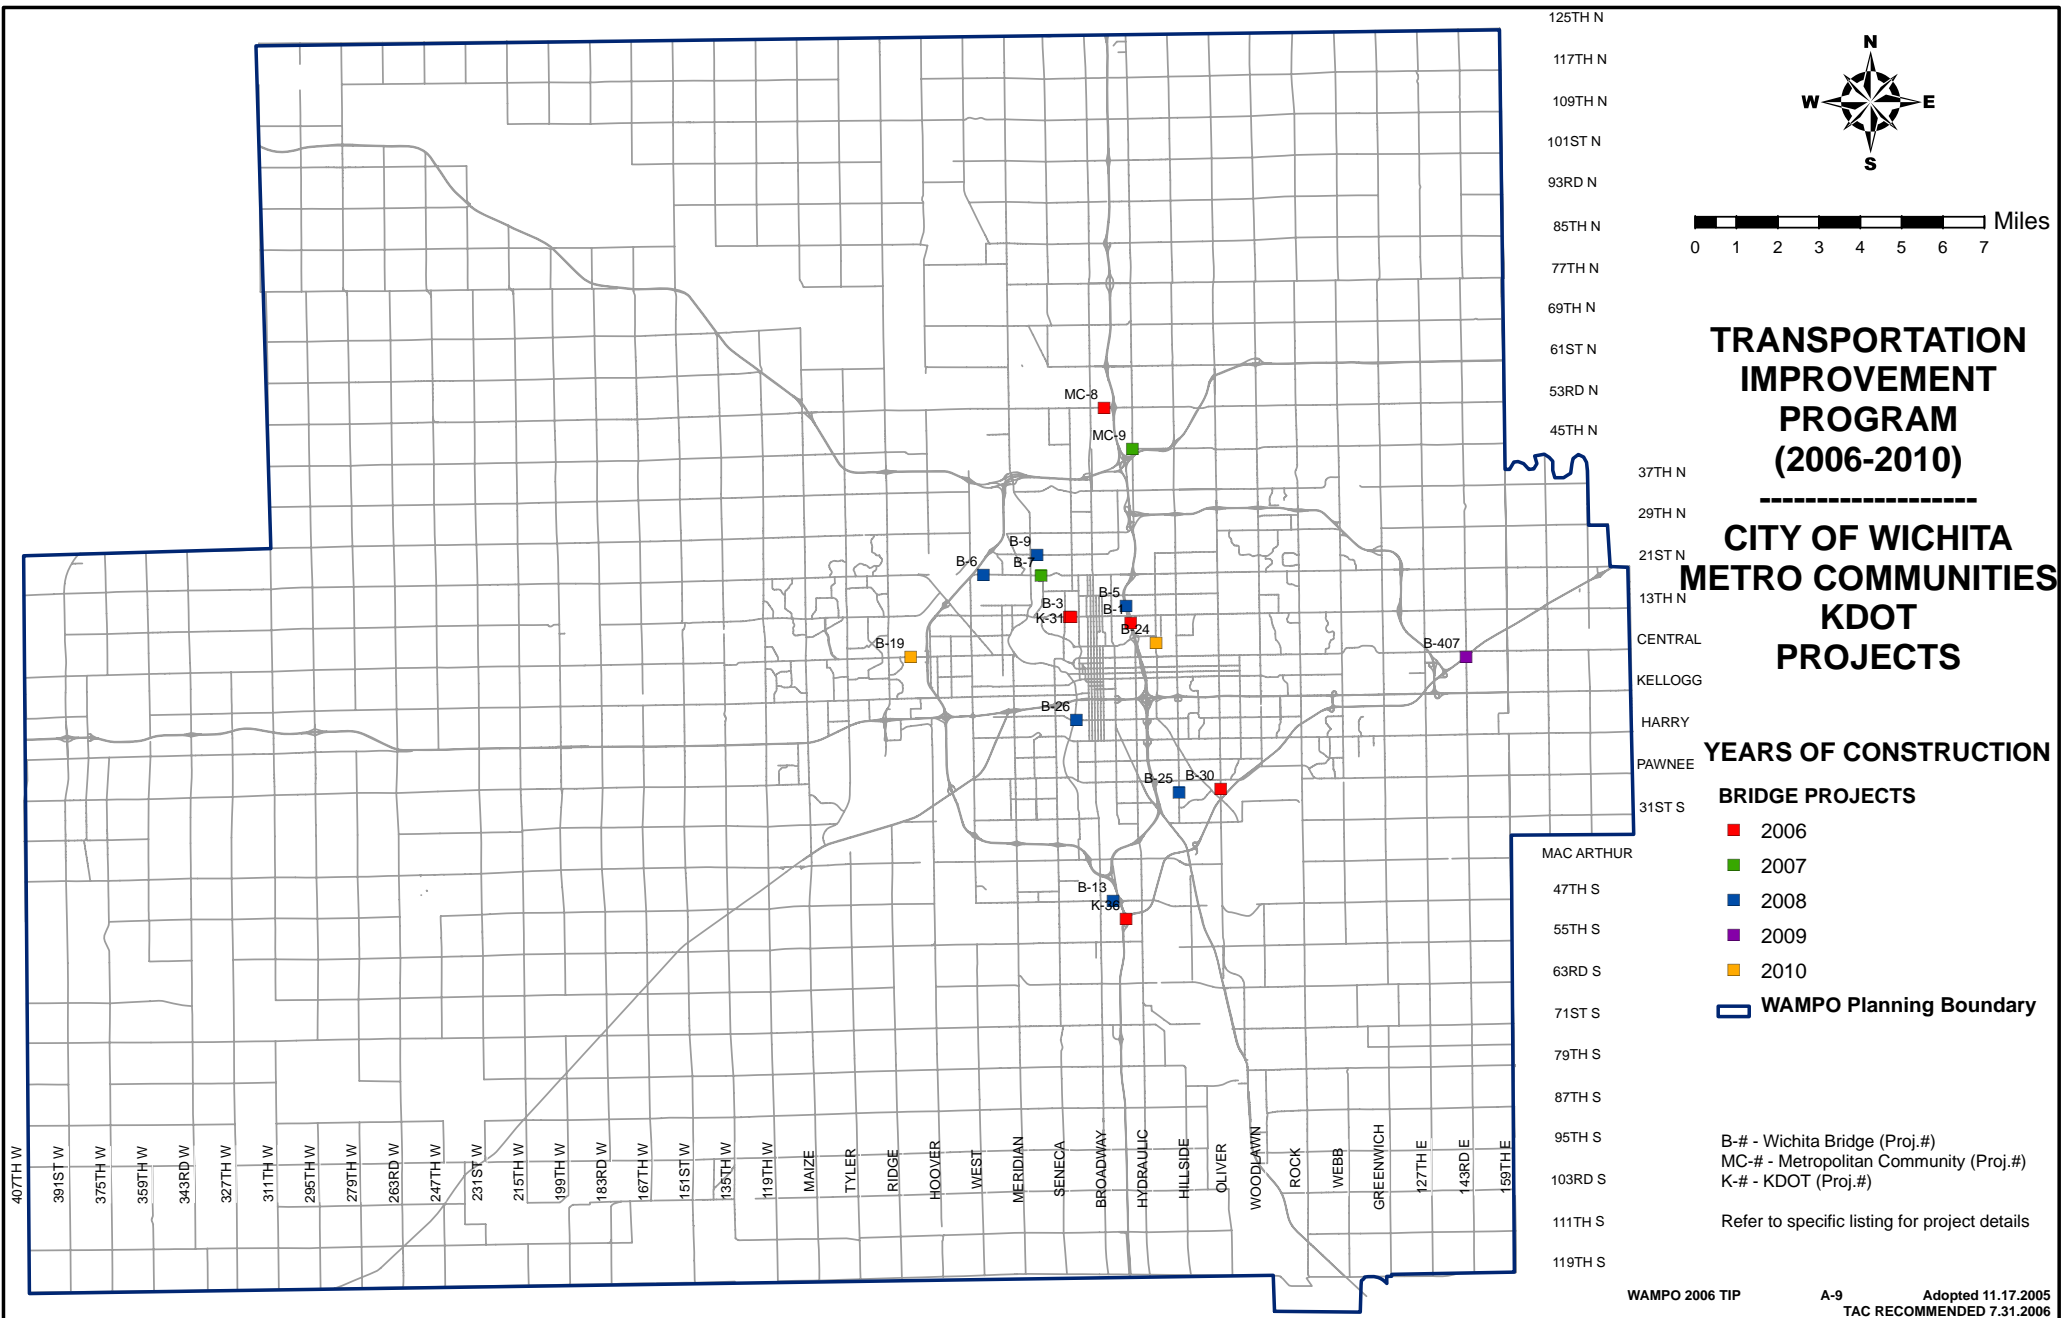 125TH N
117TH N
109TH N
101ST N
93RD N
85TH N
77TH N
69TH N
61ST N
53RD N
45TH N
37TH N
29TH N
21ST N
13TH N
CENTRAL
KELLOGG
HARRY
PAWNEE
31ST S
MAC ARTHUR
47TH S
55TH S
63RD S
71ST S
79TH S
87TH S
95TH S
103RD S
111TH S
119TH S
MC-8
MC-9
B-9
B-6
B-7
B-5
B-3
B-1
K-31
B-24
B-19
B-407
B-26
B-25
B-30
B-13
K-36
407TH W
391ST W
375TH W
359TH W
343RD W
327TH W
311TH W
295TH W
279TH W
263RD W
247TH W
231ST W
215TH W
199TH W
183RD W
167TH W
151ST W
135TH W
119TH W
MAIZE
TYLER
RIDGE
HOOVER
WEST
MERIDIAN
SENECA
BROADWAY
HYDRAULIC
HILLSIDE
OLIVER
WOODLAWN
ROCK
WEBB
GREENWICH
127TH E
143RD E
159TH E
N
W E
S
Miles
0 1 2 3 4 5 6 7
TRANSPORTATION
IMPROVEMENT
PROGRAM
(2006-2010)
-------------------
CITY OF WICHITA
METRO COMMUNITIES
KDOT
PROJECTS
YEARS OF CONSTRUCTION
BRIDGE PROJECTS
2006
2007
2008
2009
2010
WAMPO Planning Boundary
B-# - Wichita Bridge (Proj.#)
MC-# - Metropolitan Community (Proj.#)
K-# - KDOT (Proj.#)
Refer to specific listing for project details
WAMPO 2006 TIP A-9 Adopted 11.17.2005
TAC RECOMMENDED 7.31.2006